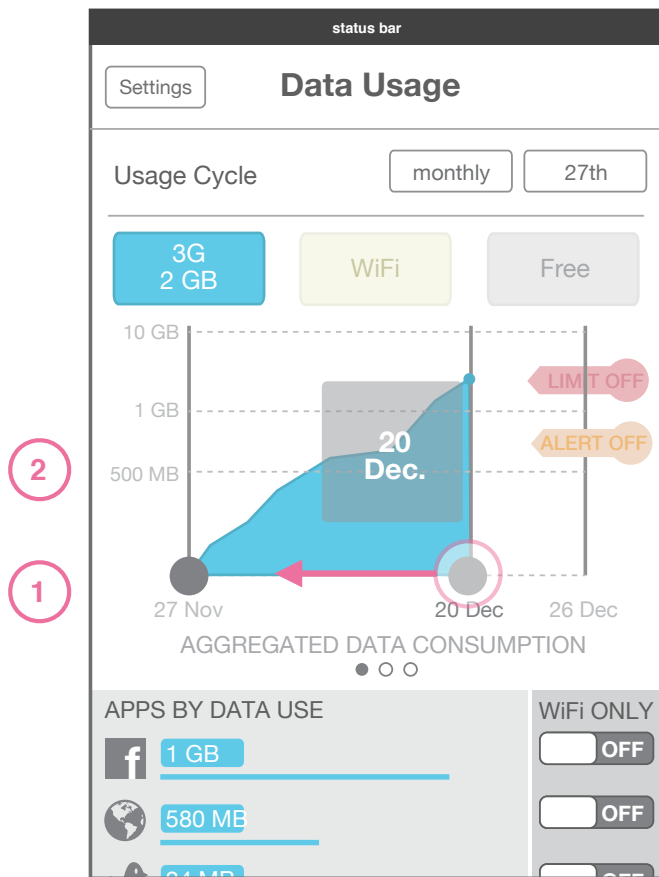 status bar
Settings
Data Usage
Usage Cycle
monthly
27th
3G
2 GB
WiFi
Free
10 GB
LIMIT OFF
1 GB
ALERT OFF
20
Dec.
2
500 MB
1
27 Nov
20 Dec
26 Dec
AGGREGATED DATA CONSUMPTION
APPS BY DATA USE
WiFi ONLY
f
1 GB
OFF
580 MB
OFF